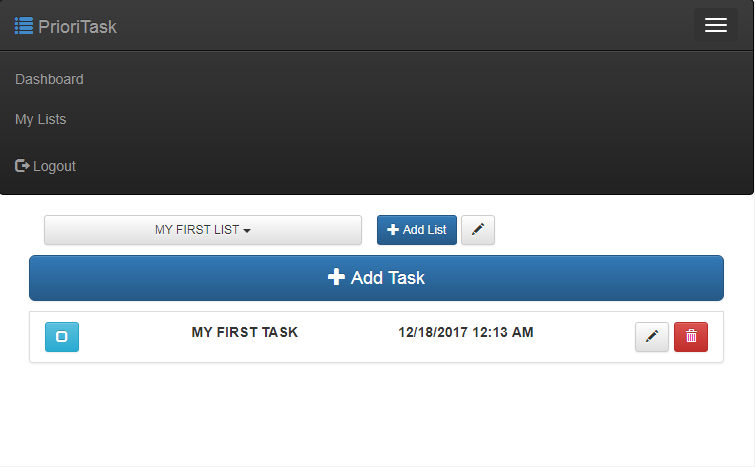 PrioriTask
Dashboard
My Lists
Logout
MY FIRST LIST
Add List
Add Task
MY FIRST TASK 12/18/2017 12:13 AM